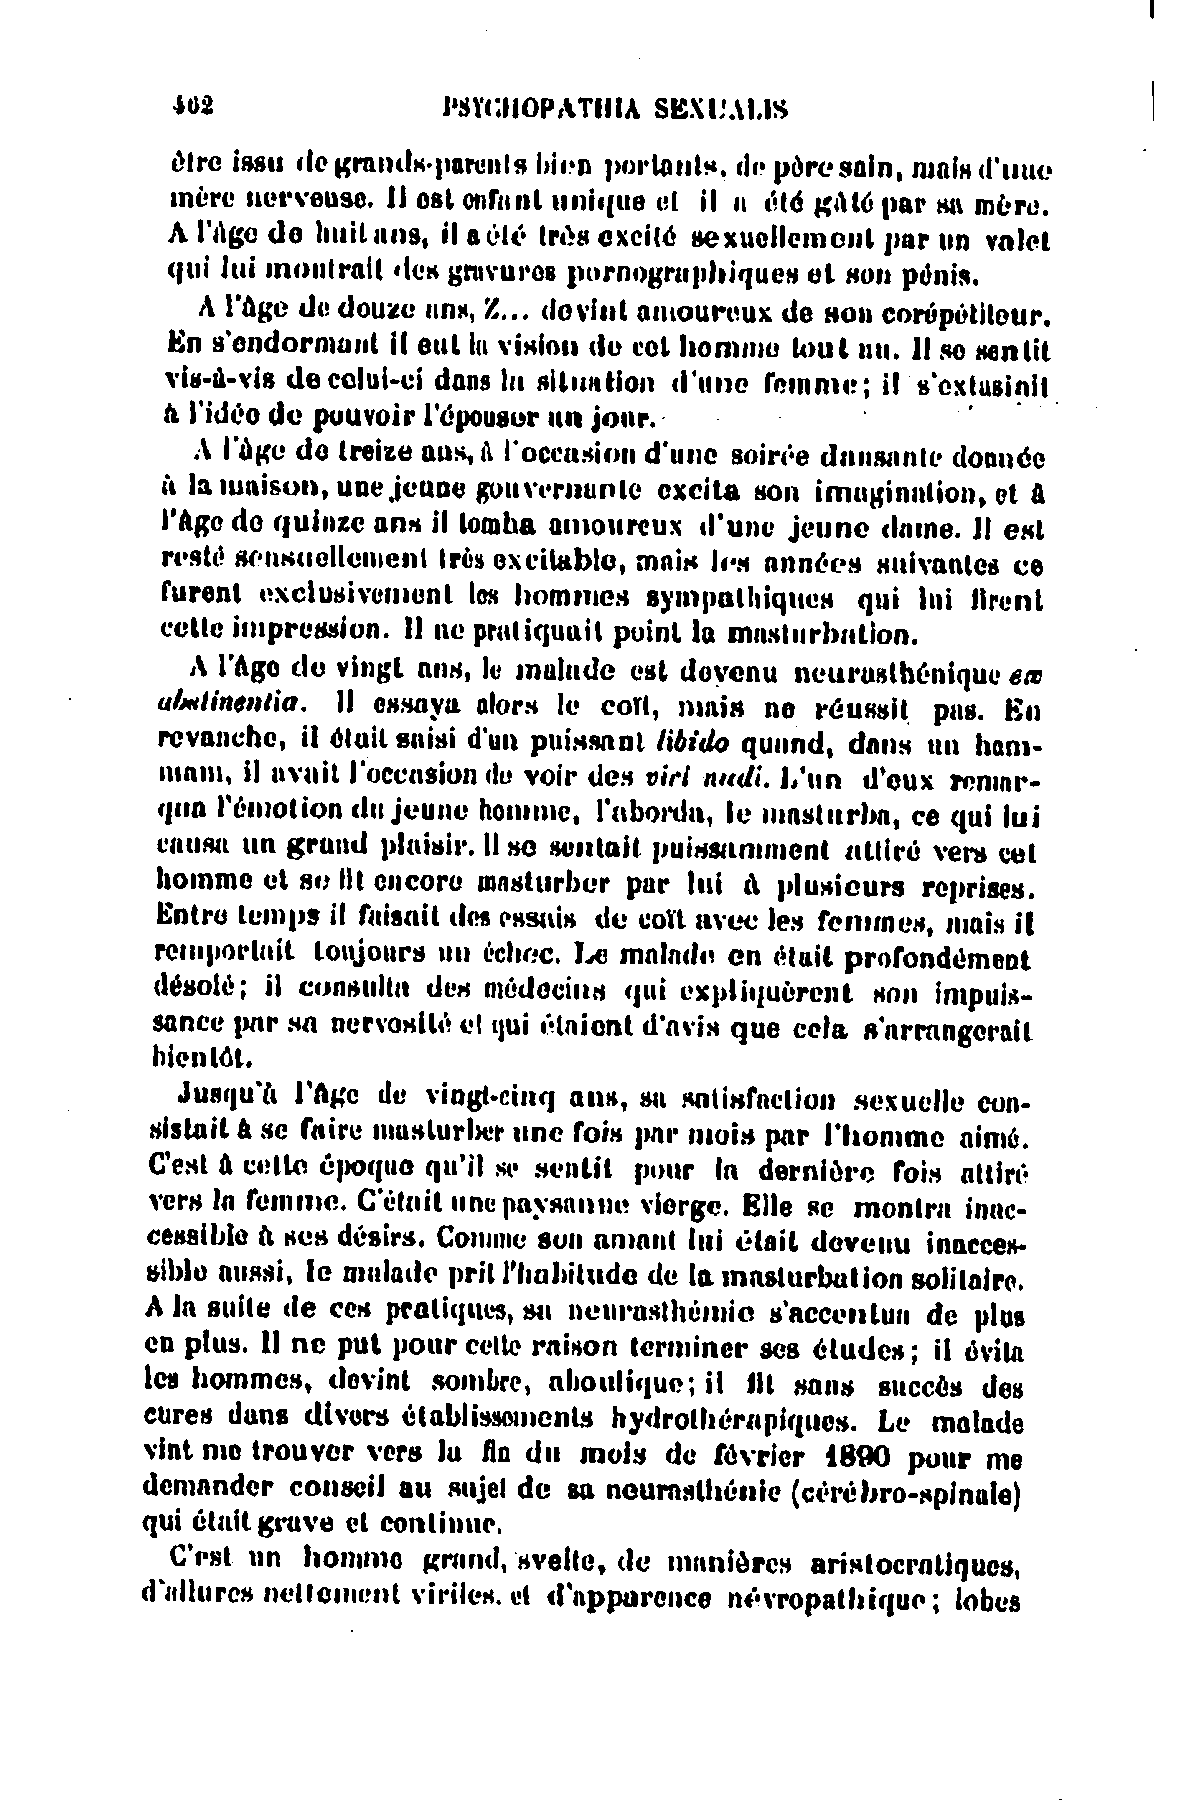 402 PSYCHOPATHIA SEXUALIS
être issu de grands-parents bien portants, de père sain, mais d'une
mère nerveuse. Il est enfant unique et il a été gâté par sa mère.
A l'âge de huit ans, il a été très excité sexuellement par un valet
qui lui montrait des gravures pornographiques et son pénis.
A l'âge de douze ans, Z... devint amoureux de son corépétiteur.
En s'endormant il eut la vision de cet homme tout nu. Il se sentit
vis-à-vis de celui-ci dans la situation d'une femme; il s'extasiait
à l'idée de pouvoir l'épouser un jour.
A l'âge de treize ans, à l'occasion d'une soirée dansante donnée
à la maison, une jeune gouvernante excita son imagination, et à
l'âge de quinze ans il tomba amoureux d'une jeune dame. Il est
resté sensuellement très excitable, mais les années suivantes ce
furent exclusivement les hommes sympathiques qui lui firent
cette impression. Il ne pratiquait point la masturbation.
A l'âge de vingt ans, le malade est devenu neurasthénique ex
abstinentia. Il essaya alors le coït, mais ne réussit pas. En
revanche, il était saisi d'un puissant libido quand, dans un ham-
mam, il avait l'occasion de voir des viri nudi. L'un d'eux remar-
qua l'émotion du jeune homme, l'aborda, le masturba, ce qui lui
causa un grand plaisir. Il se sentait puissamment attiré vers cet
homme et se fit encore masturber par lui à plusieurs reprises.
Entre temps il faisait des essais de coït avec les femmes, mais il
remportait toujours un échec. Le malade en était profondément
désolé; il consulta des médecins qui expliquèrent son impuis-
sance par sa nervosité et qui étaient d'avis que cela s'arrangerait
bientôt.
Jusqu'à l'âge de vingt-cinq ans, sa satisfaction sexuelle con-
sistait à se faire masturber une fois par mois par l'homme aimé.
C'est à cette époque qu'il se sentit pour la dernière fois attiré
vers la femme. C'était une paysanne vierge. Elle se montra inac-
cessible à ses désirs. Comme son amant lui était devenu inacces-
sible aussi, le malade prit l'habitude de la masturbation solitaire.
A la suite de ces pratiques, sa neurasthémie s'accentua de plus
en plus. Il ne put pour cette raison terminer ses études; il évita
les hommes, devint sombre, aboulique; il fit sans succès des
cures dans divers établissements hydrothérapiques. Le malade
vint me trouver vers la fin du mois de février 1890 pour me
demander conseil au sujet de sa neurasthénie (cérébro-spinale)
qui était grave et continue.
C'est un homme grand, svelte, de manières aristocratiques,
d'allures nettement viriles, et d'apparence névropathique; lobes